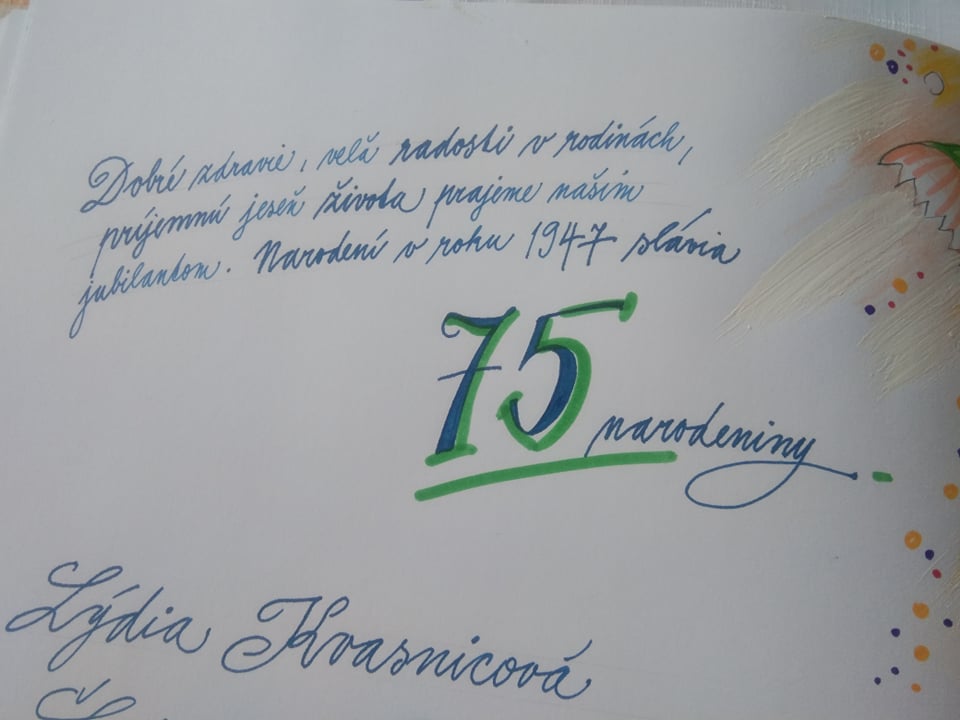 Dobré zdravie, veľa radosti v rodinách,
príjemnú jeseň života prajeme našim
jubilantom. Narodení v roku 1947 slávia
75 narodeniny
Lýdia Kvasnicová